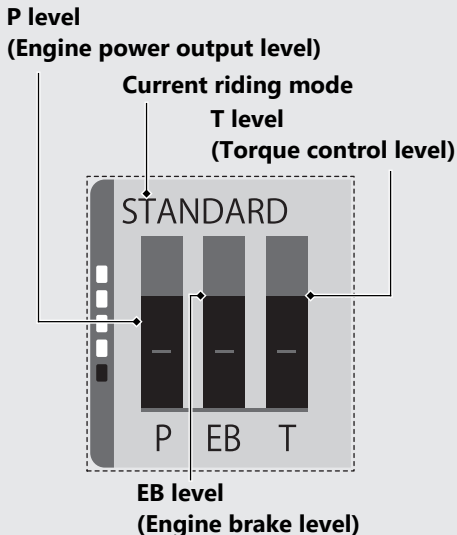 P level
(Engine power output level)
Current riding mode
T level
(Torque control level)
STANDARD
P EB T
EB level
(Engine brake level)